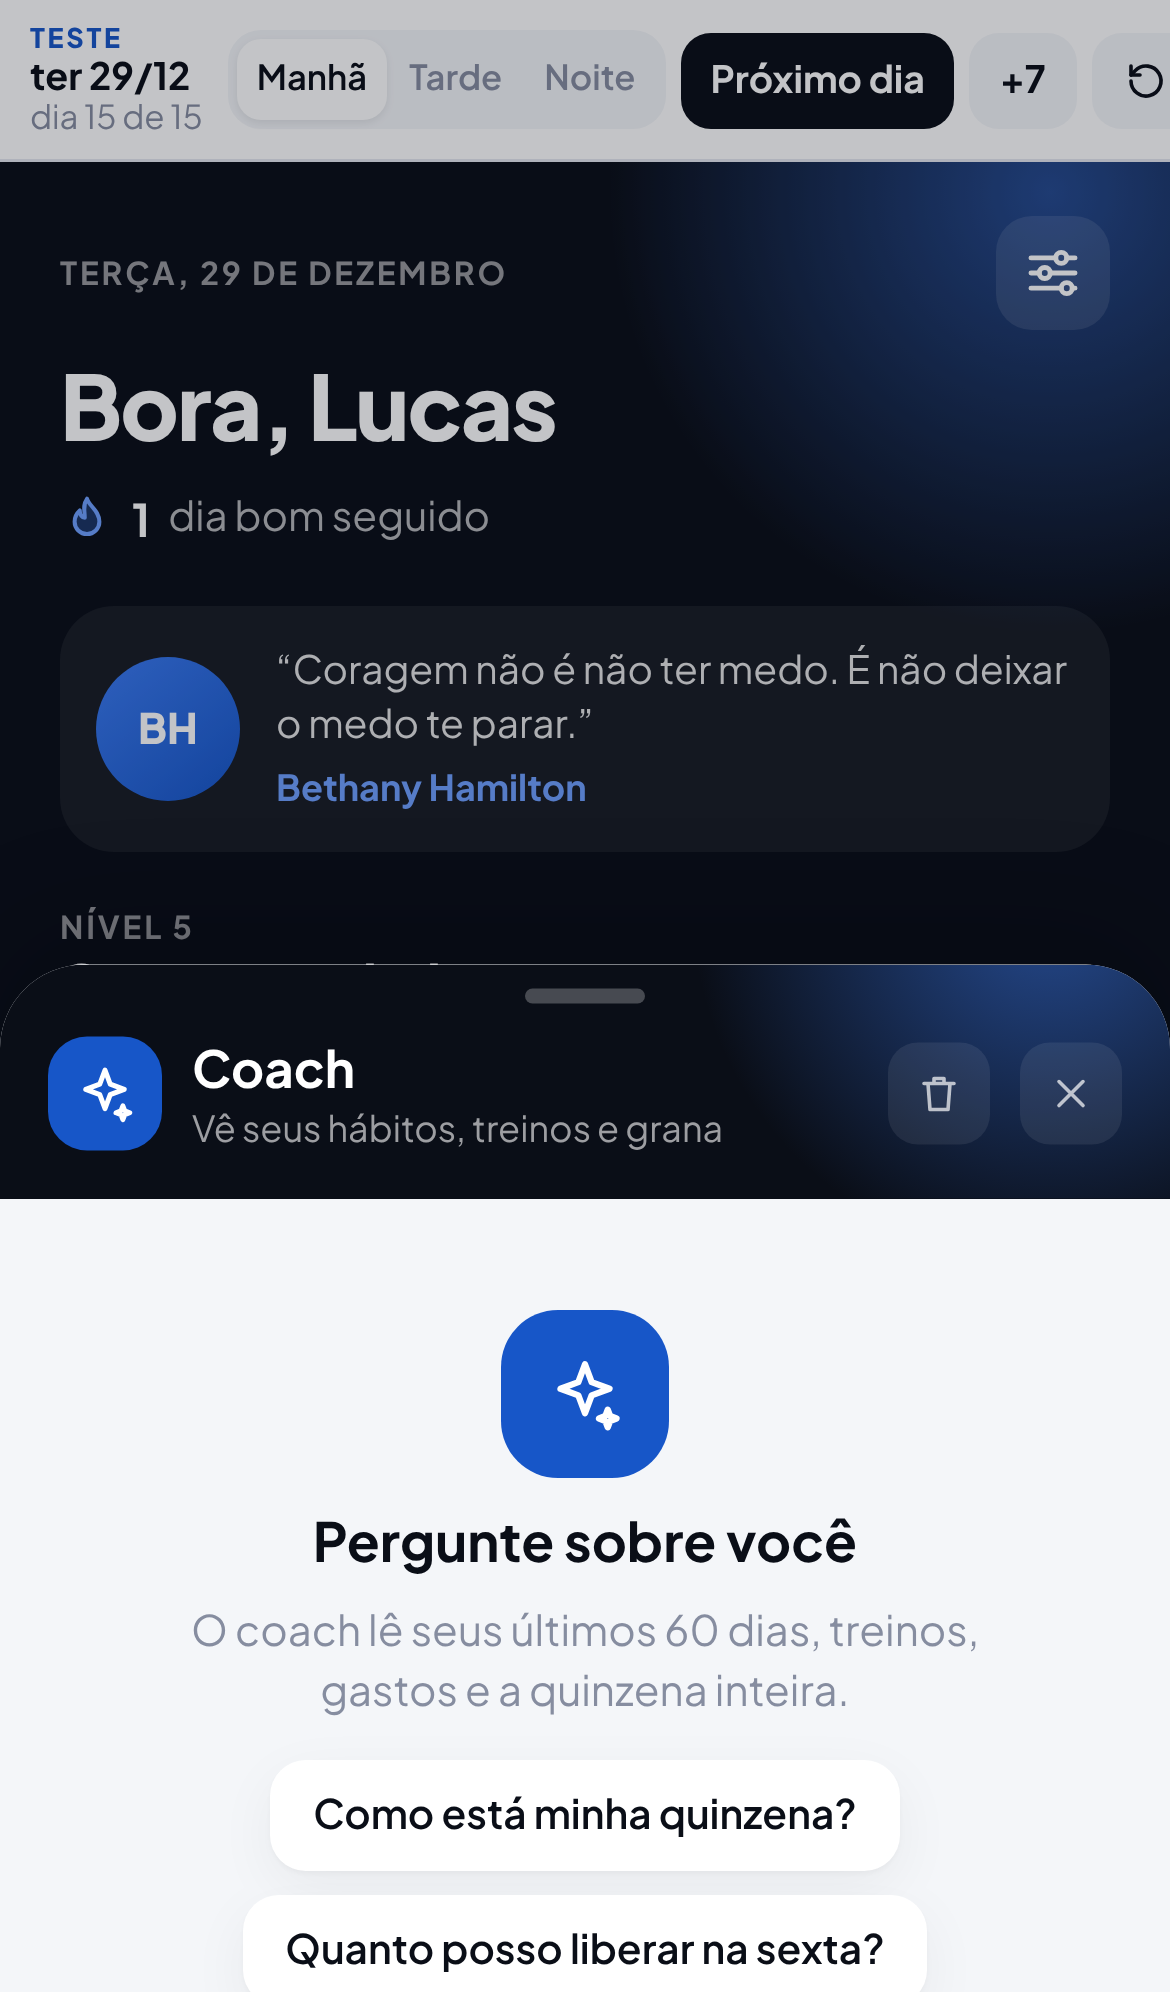 TESTE
ter 29/12
dia 15 de 15
Manhã
Tarde
Noite
Próximo dia
+7
TERÇA, 29 DE DEZEMBRO
Bora, Lucas
1 dia bom seguido
BH
“Coragem não é não ter medo. É não deixar
o medo te parar.”
Bethany Hamilton
NÍVEL 5
Coach
Vê seus hábitos, treinos e grana
Pergunte sobre você
O coach lê seus últimos 60 dias, treinos,
gastos e a quinzena inteira.
Como está minha quinzena?
Quanto posso liberar na sexta?